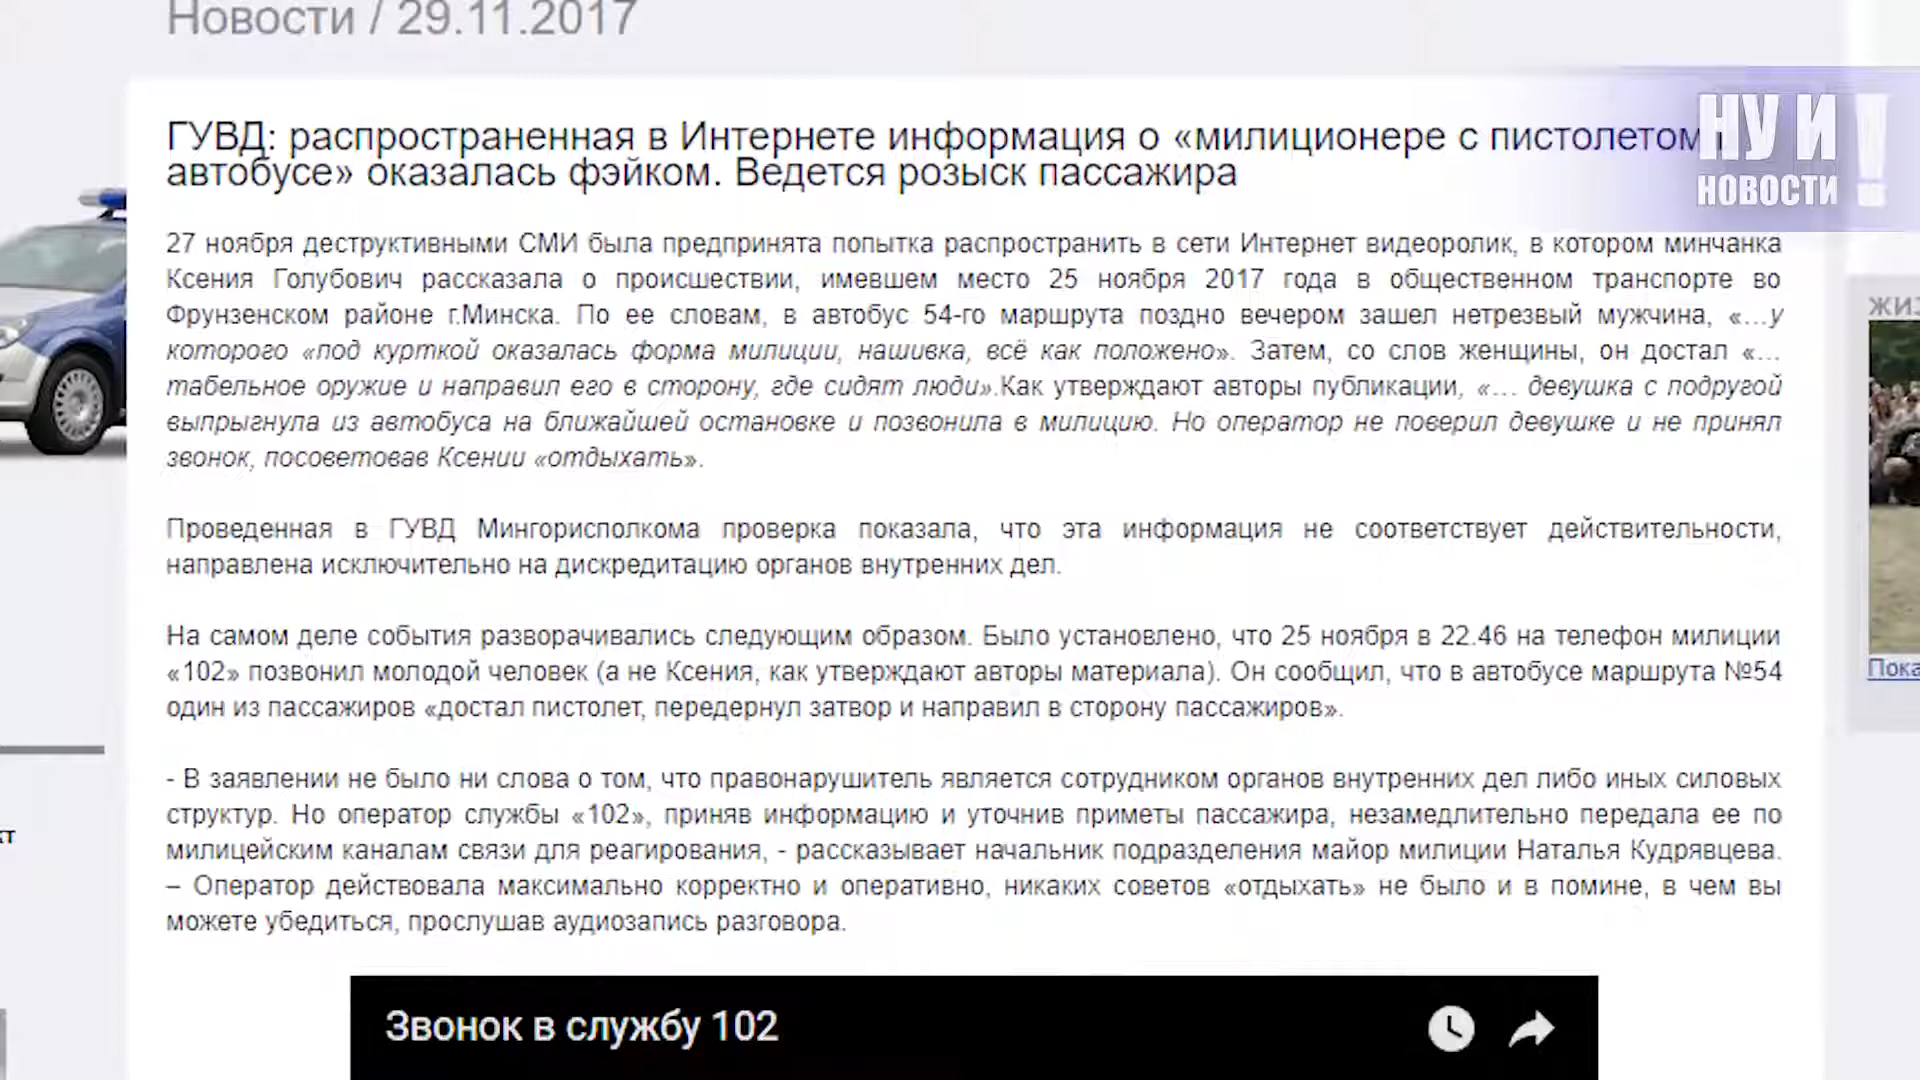 Новости / 29.11.2017
НУ И
НОВОСТИ !
ГУВД: распространенная в Интернете информация о «милиционере с пистолетом
автобусе» оказалась фэйком. Ведется розыск пассажира
27 ноября деструктивными СМИ была предпринята попытка распространить в сети Интернет видеоролик, в котором минчанка
Ксения Голубович рассказала о происшествии, имевшем место 25 ноября 2017 года в общественном транспорте во
Фрунзенском районе г.Минска. По ее словам, в автобус 54-го маршрута поздно вечером зашел нетрезвый мужчина, «…у
которого «под курткой оказалась форма милиции, нашивка, всё как положено». Затем, со слов женщины, он достал «…
табельное оружие и направил его в сторону, где сидят люди».Как утверждают авторы публикации, «… девушка с подругой
выпрыгнула из автобуса на ближайшей остановке и позвонила в милицию. Но оператор не поверил девушке и не принял
звонок, посоветовав Ксении «отдыхать».
Проведенная в ГУВД Мингорисполкома проверка показала, что эта информация не соответствует действительности,
направлена исключительно на дискредитацию органов внутренних дел.
На самом деле события разворачивались следующим образом. Было установлено, что 25 ноября в 22.46 на телефон милиции
«102» позвонил молодой человек (а не Ксения, как утверждают авторы материала). Он сообщил, что в автобусе маршрута №54
один из пассажиров «достал пистолет, передернул затвор и направил в сторону пассажиров».
- В заявлении не было ни слова о том, что правонарушитель является сотрудником органов внутренних дел либо иных силовых
структур. Но оператор службы «102», приняв информацию и уточнив приметы пассажира, незамедлительно передала ее по
милицейским каналам связи для реагирования, - рассказывает начальник подразделения майор милиции Наталья Кудрявцева.
– Оператор действовала максимально корректно и оперативно, никаких советов «отдыхать» не было и в помине, в чем вы
можете убедиться, прослушав аудиозапись разговора.
Звонок в службу 102